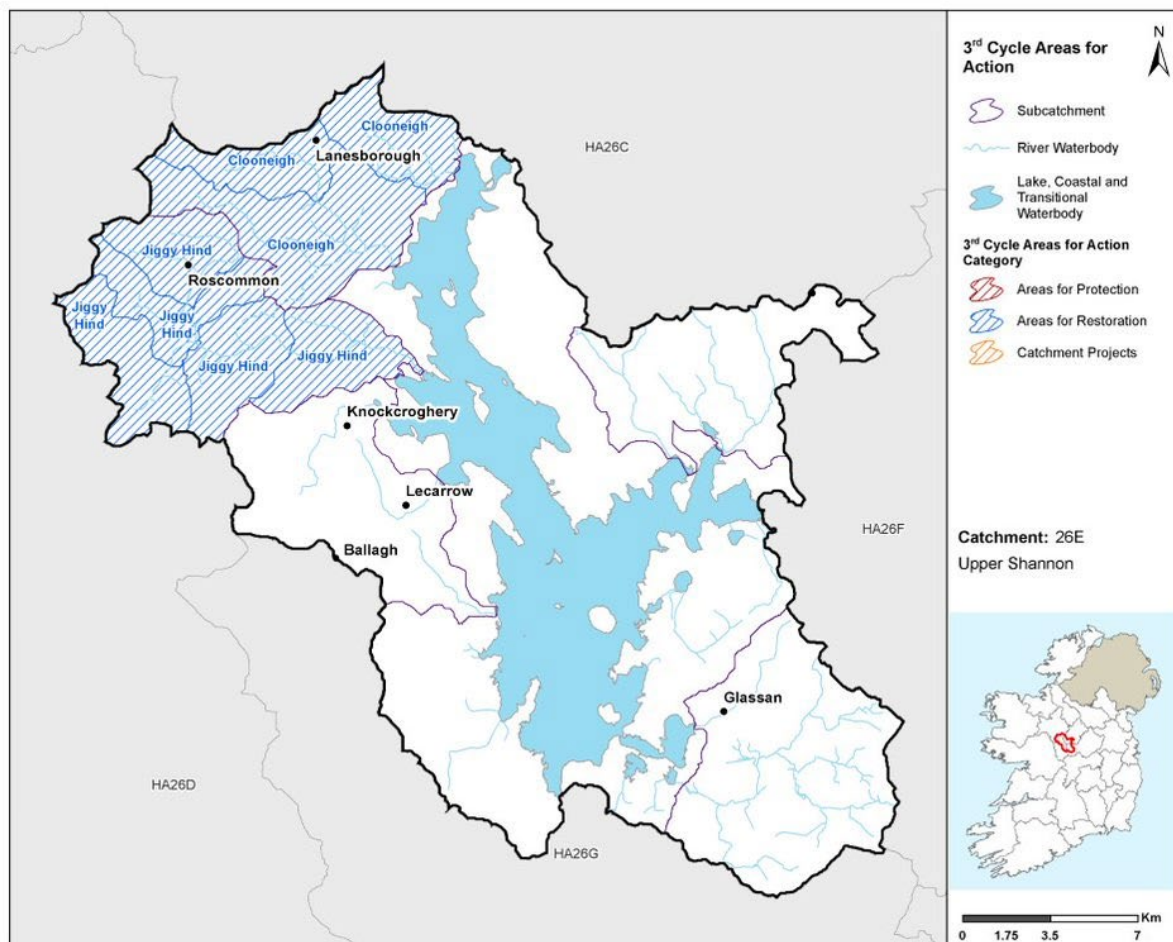 HA26C
Clooneigh
Clooneigh
Lanesborough
Clooneigh
Jiggy Hind
Roscommon
Jiggy
Hind
Jiggy
Hind
Jiggy Hind
Jiggy Hind
Knockcroghery
Lecarrow
Ballagh
HA26F
Glassan
HA26D
HA26G
N
3rd Cycle Areas for
Action
Subcatchment
River Waterbody
Lake, Coastal and
Transitional
Waterbody
3rd Cycle Areas for Action
Category
Areas for Protection
Areas for Restoration
Catchment Projects
Catchment: 26E
Upper Shannon
Km
0 1.75 3.5 7